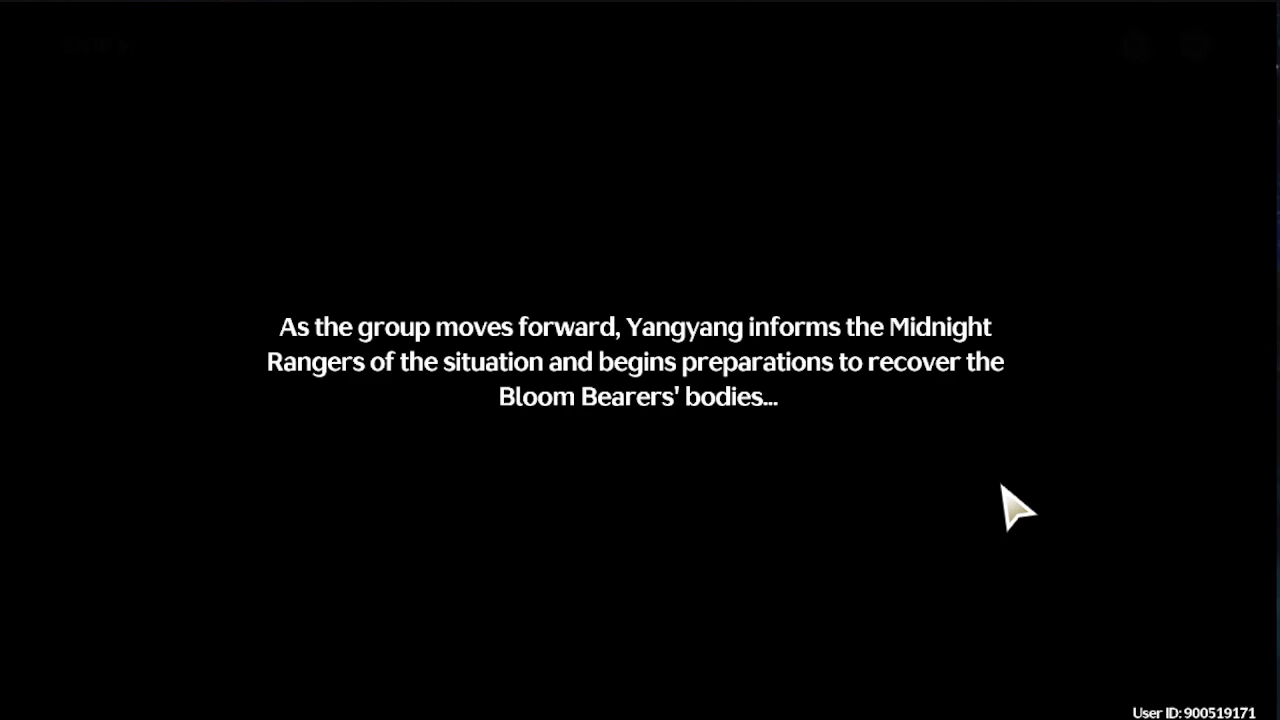 As the group moves forward, Yangyang informs the Midnight
Rangers of the situation and begins preparations to recover the
Bloom Bearers' bodies...
User ID: 900519171